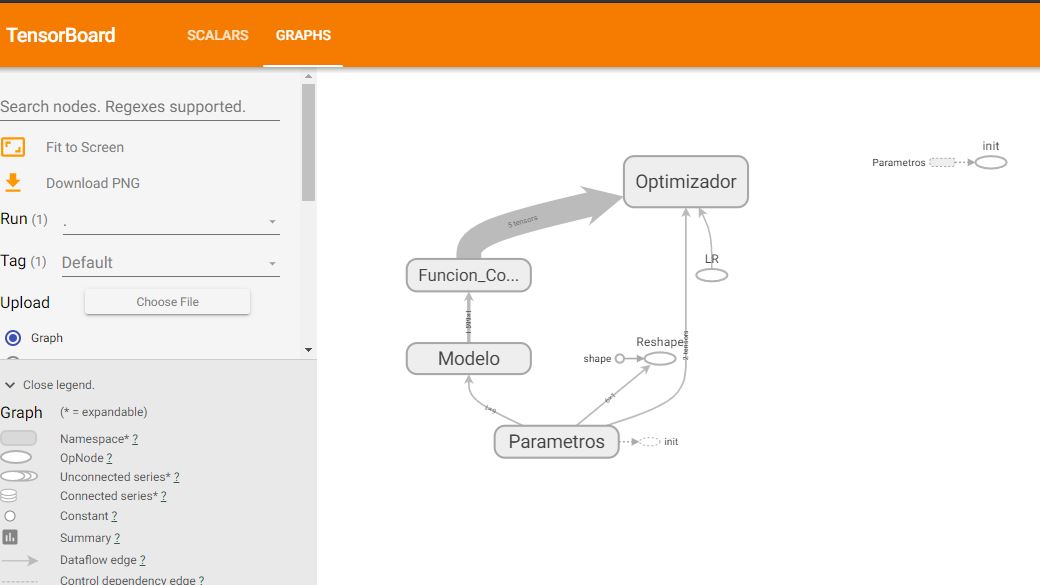 TensorBoard
SCALARS
GRAPHS
Search nodes. Regexes supported.
Fit to Screen
Download PNG
Run (1)
.
Tag (1)
Default
Upload
Choose File
Graph
Close legend.
Graph
(* = expandable)
Namespace* ?
OpNode ?
Unconnected series* ?
Connected series* ?
Constant ?
Summary ?
Dataflow edge ?
Control dependency edge ?
Optimizador
5 tensors
Funcion_Co...
LR
Modelo
Reshape
shape
2 tensors
6×1
Parametros
init
init
Parametros